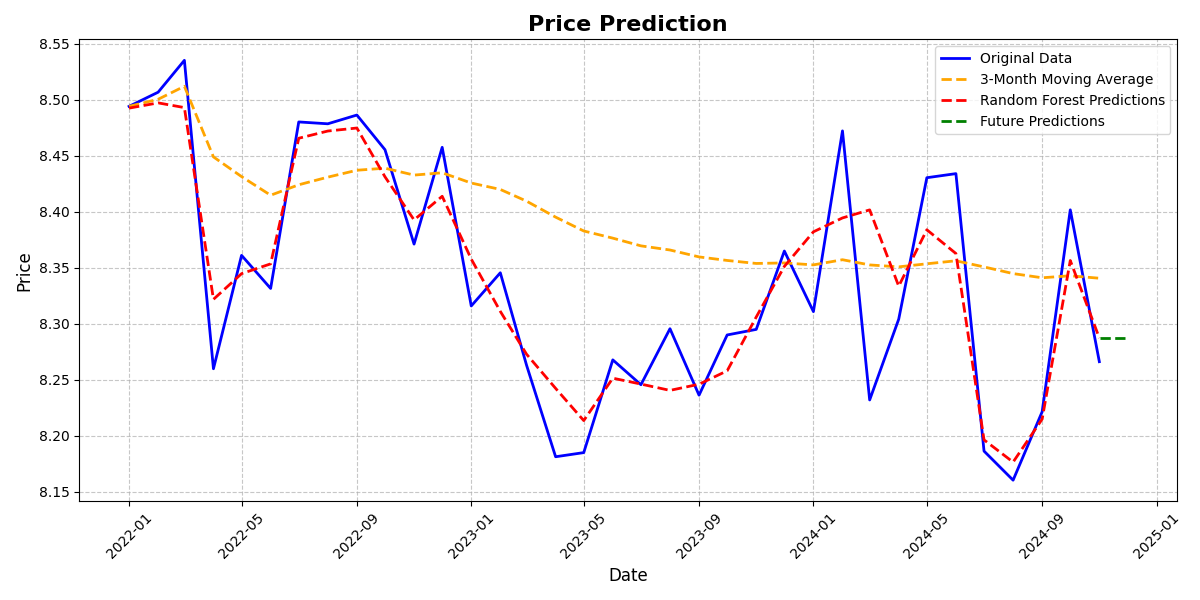 Price Prediction
Original Data
3-Month Moving Average
Random Forest Predictions
Future Predictions
Price
8.55
8.50
8.45
8.40
8.35
8.30
8.25
8.20
8.15
2022-01
2022-05
2022-09
2023-01
2023-05
2023-09
2024-01
2024-05
2024-09
2025-01
Date